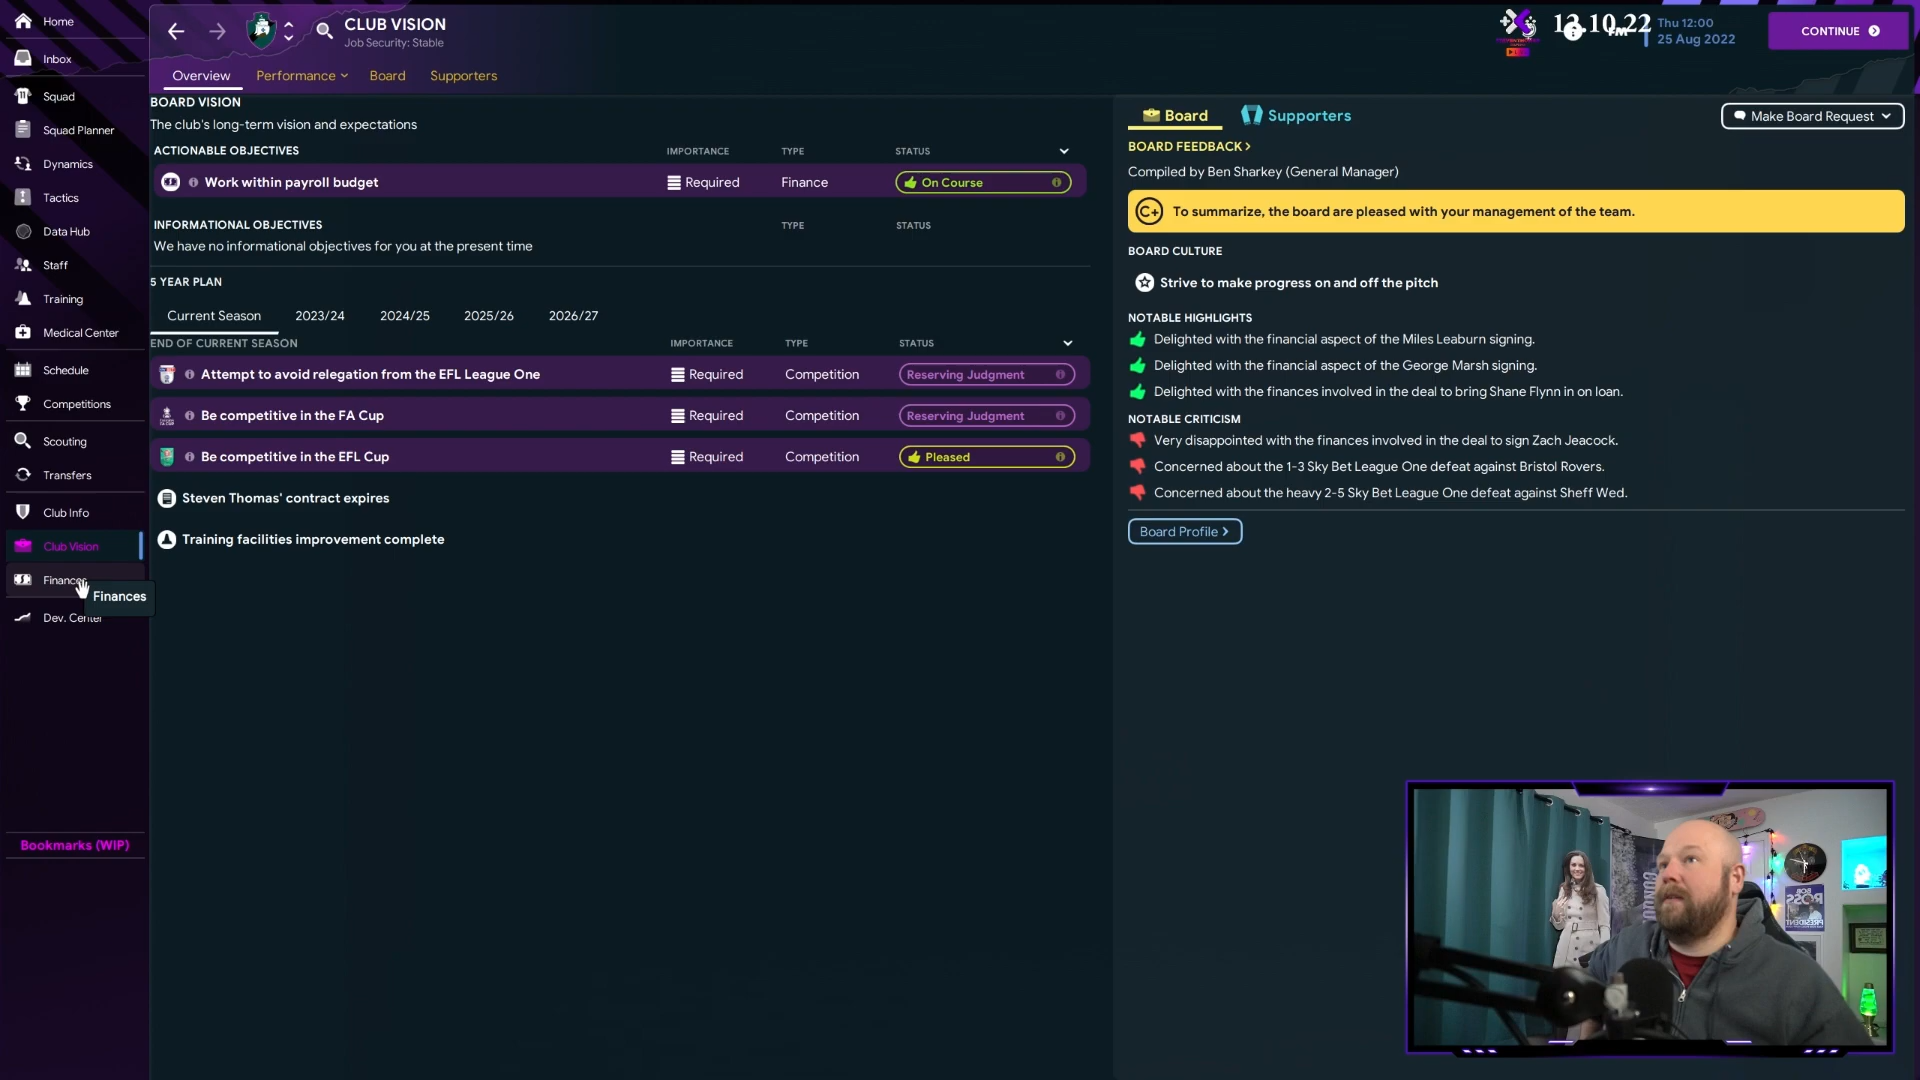 Home
Inbox
Squad
Squad Planner
Dynamics
Tactics
Data Hub
Staff
Training
Medical Center
Schedule
Competitions
Scouting
Transfers
Club Info
Club Vision
Finances
Finances
Dev. Center
Bookmarks (WIP)
CLUB VISION
Job Security: Stable
13.10.22
FM
Thu 12:00
25 Aug 2022
CONTINUE
Overview Performance Board Supporters
BOARD VISION
The club's long-term vision and expectations
ACTIONABLE OBJECTIVES IMPORTANCE TYPE STATUS
Work within payroll budget Required Finance On Course
INFORMATIONAL OBJECTIVES TYPE STATUS
We have no informational objectives for you at the present time
5 YEAR PLAN
Current Season 2023/24 2024/25 2025/26 2026/27
END OF CURRENT SEASON IMPORTANCE TYPE STATUS
Attempt to avoid relegation from the EFL League One Required Competition Reserving Judgment
Be competitive in the FA Cup Required Competition Reserving Judgment
Be competitive in the EFL Cup Required Competition Pleased
Steven Thomas' contract expires
Training facilities improvement complete
Board Supporters
Make Board Request
BOARD FEEDBACK >
Compiled by Ben Sharkey (General Manager)
C+ To summarize, the board are pleased with your management of the team.
BOARD CULTURE
Strive to make progress on and off the pitch
NOTABLE HIGHLIGHTS
Delighted with the financial aspect of the Miles Leaburn signing.
Delighted with the financial aspect of the George Marsh signing.
Delighted with the finances involved in the deal to bring Shane Flynn in on loan.
NOTABLE CRITICISM
Very disappointed with the finances involved in the deal to sign Zach Jeacock.
Concerned about the 1-3 Sky Bet League One defeat against Bristol Rovers.
Concerned about the heavy 2-5 Sky Bet League One defeat against Sheff Wed.
Board Profile >
BOB
ROSS
PRESIDENT